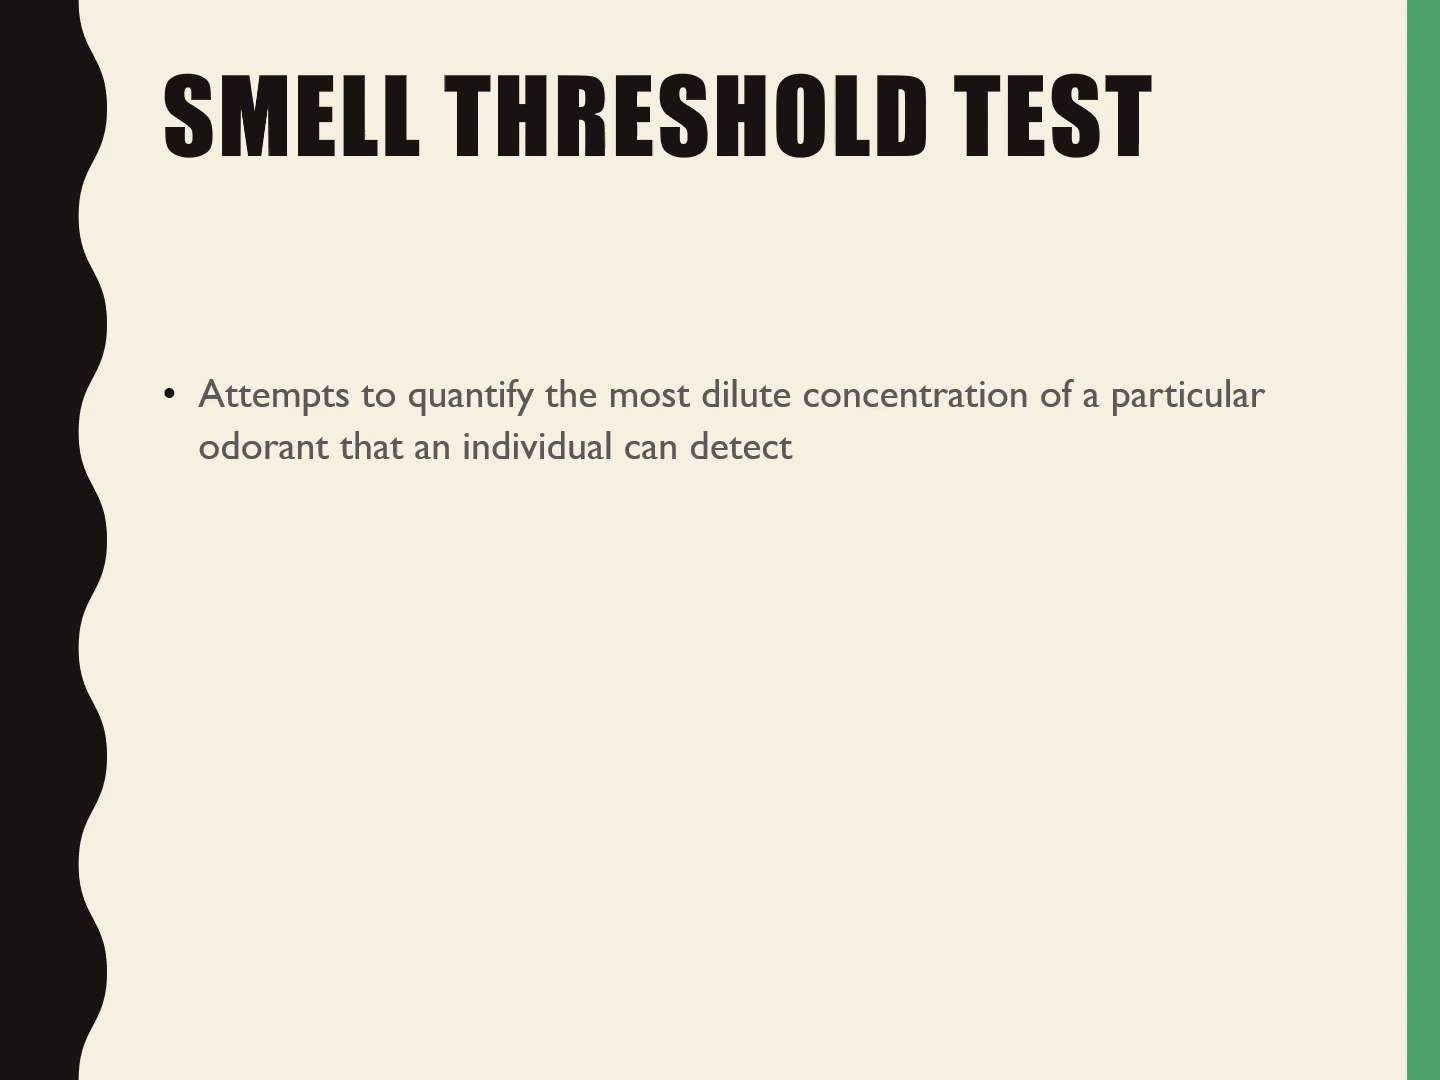 SMELL THRESHOLD TEST
• Attempts to quantify the most dilute concentration of a particular
odorant that an individual can detect